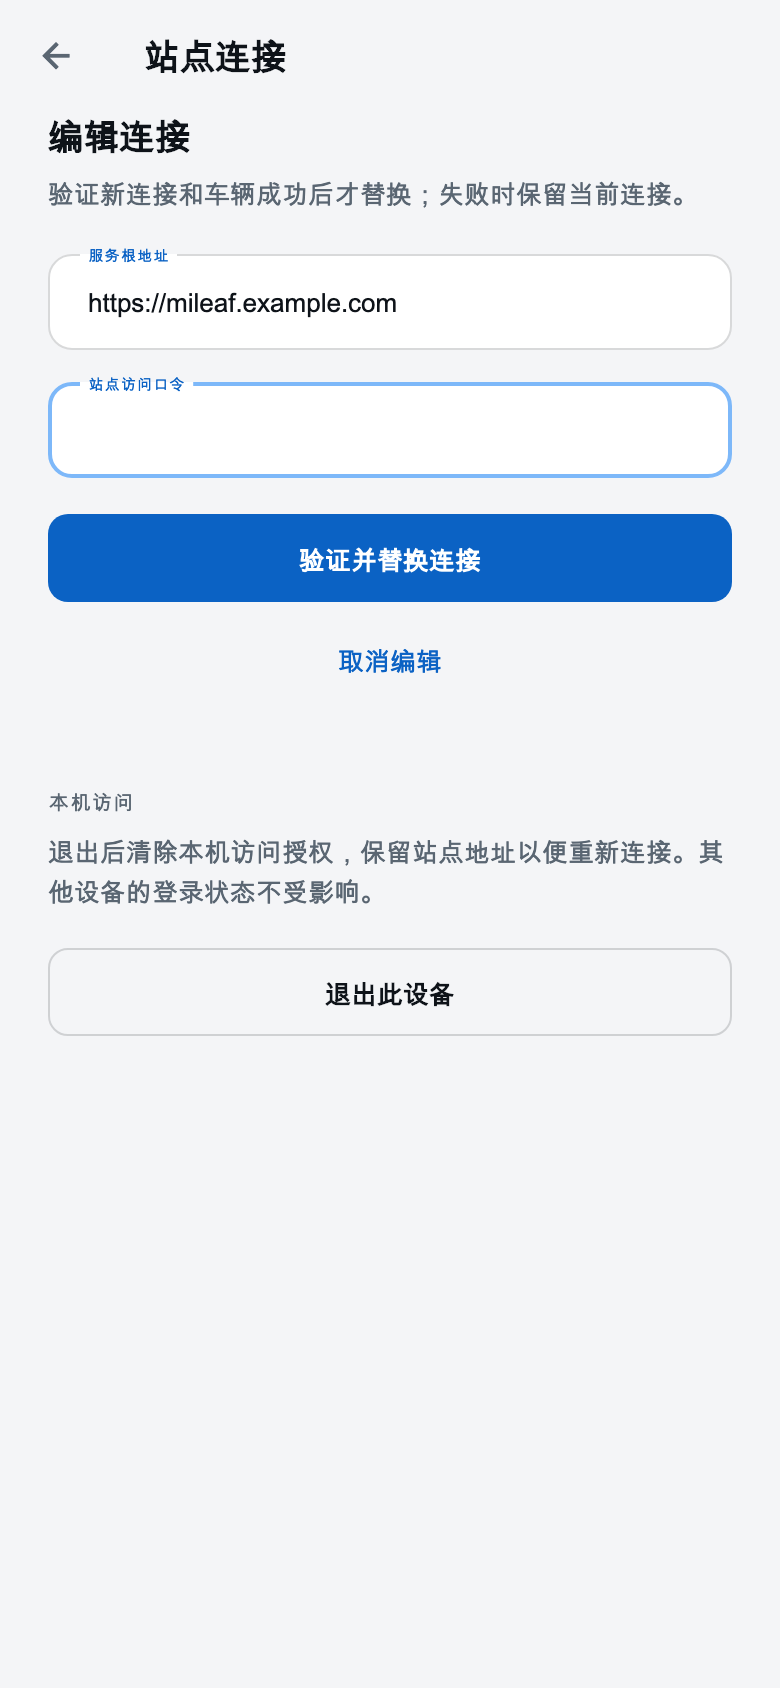 站点连接
编辑连接
验证新连接和车辆成功后才替换；失败时保留当前连接。
服务根地址
https://mileaf.example.com
站点访问口令
验证并替换连接
取消编辑
本机访问
退出后清除本机访问授权，保留站点地址以便重新连接。其
他设备的登录状态不受影响。
退出此设备